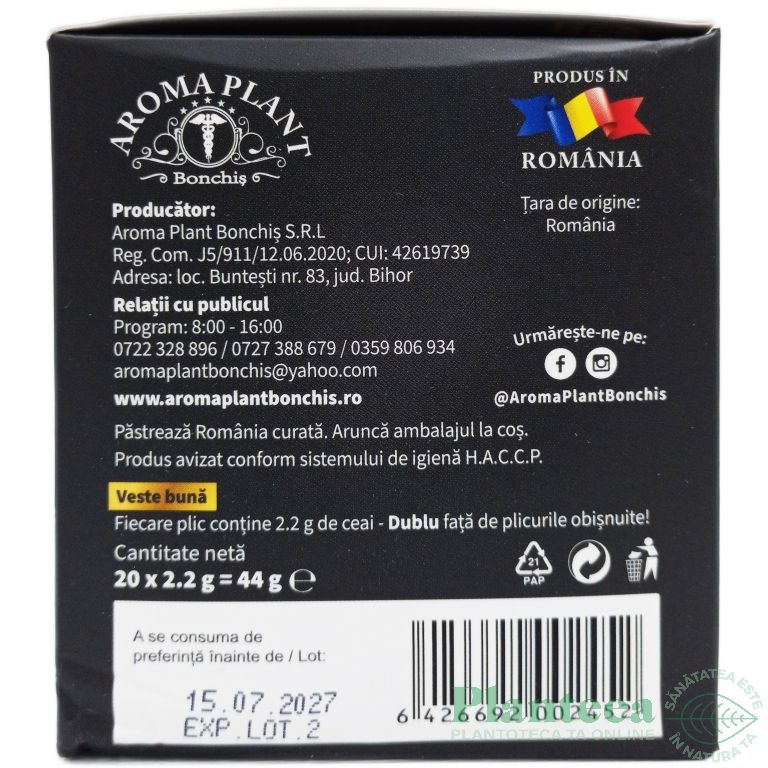 AROMA PLANT
Bonchiș
PRODUS ÎN
ROMÂNIA
Țara de origine:
România
Producător:
Aroma Plant Bonchiș S.R.L
Reg. Com. J5/911/12.06.2020; CUI: 42619739
Adresa: loc. Buntești nr. 83, jud. Bihor
Relații cu publicul
Program: 8:00 - 16:00
0722 328 896 / 0727 388 679 / 0359 806 934
aromaplantbonchis@yahoo.com
www.aromaplantbonchis.ro
Urmărește-ne pe:
@AromaPlantBonchis
Păstrează România curată. Aruncă ambalajul la coș.
Produs avizat conform sistemului de igienă H.A.C.C.P.
Veste bună
Fiecare plic conține 2.2 g de ceai - Dublu față de plicurile obișnuite!
Cantitate netă
20 x 2.2 g = 44 g ℮
21
PAP
A se consuma de
preferință înainte de / Lot:
15.07.2027
EXP.LOT.2
Planteea
PLANTOTECA TA ONLINE
SĂNĂTATEA ESTE
ÎN NATURA TA